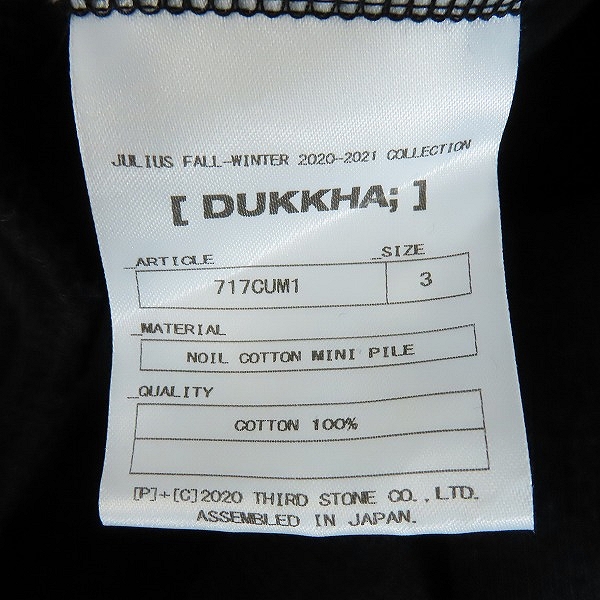 JULIUS FALL-WINTER 2020-2021 COLLECTION
[ DUKKHA; ]
_ARTICLE _SIZE
717CUM1 3
_MATERIAL
NOIL COTTON MINI PILE
_QUALITY
COTTON 100%
[P]+[C]2020 THIRD STONE CO.,LTD.
ASSEMBLED IN JAPAN.